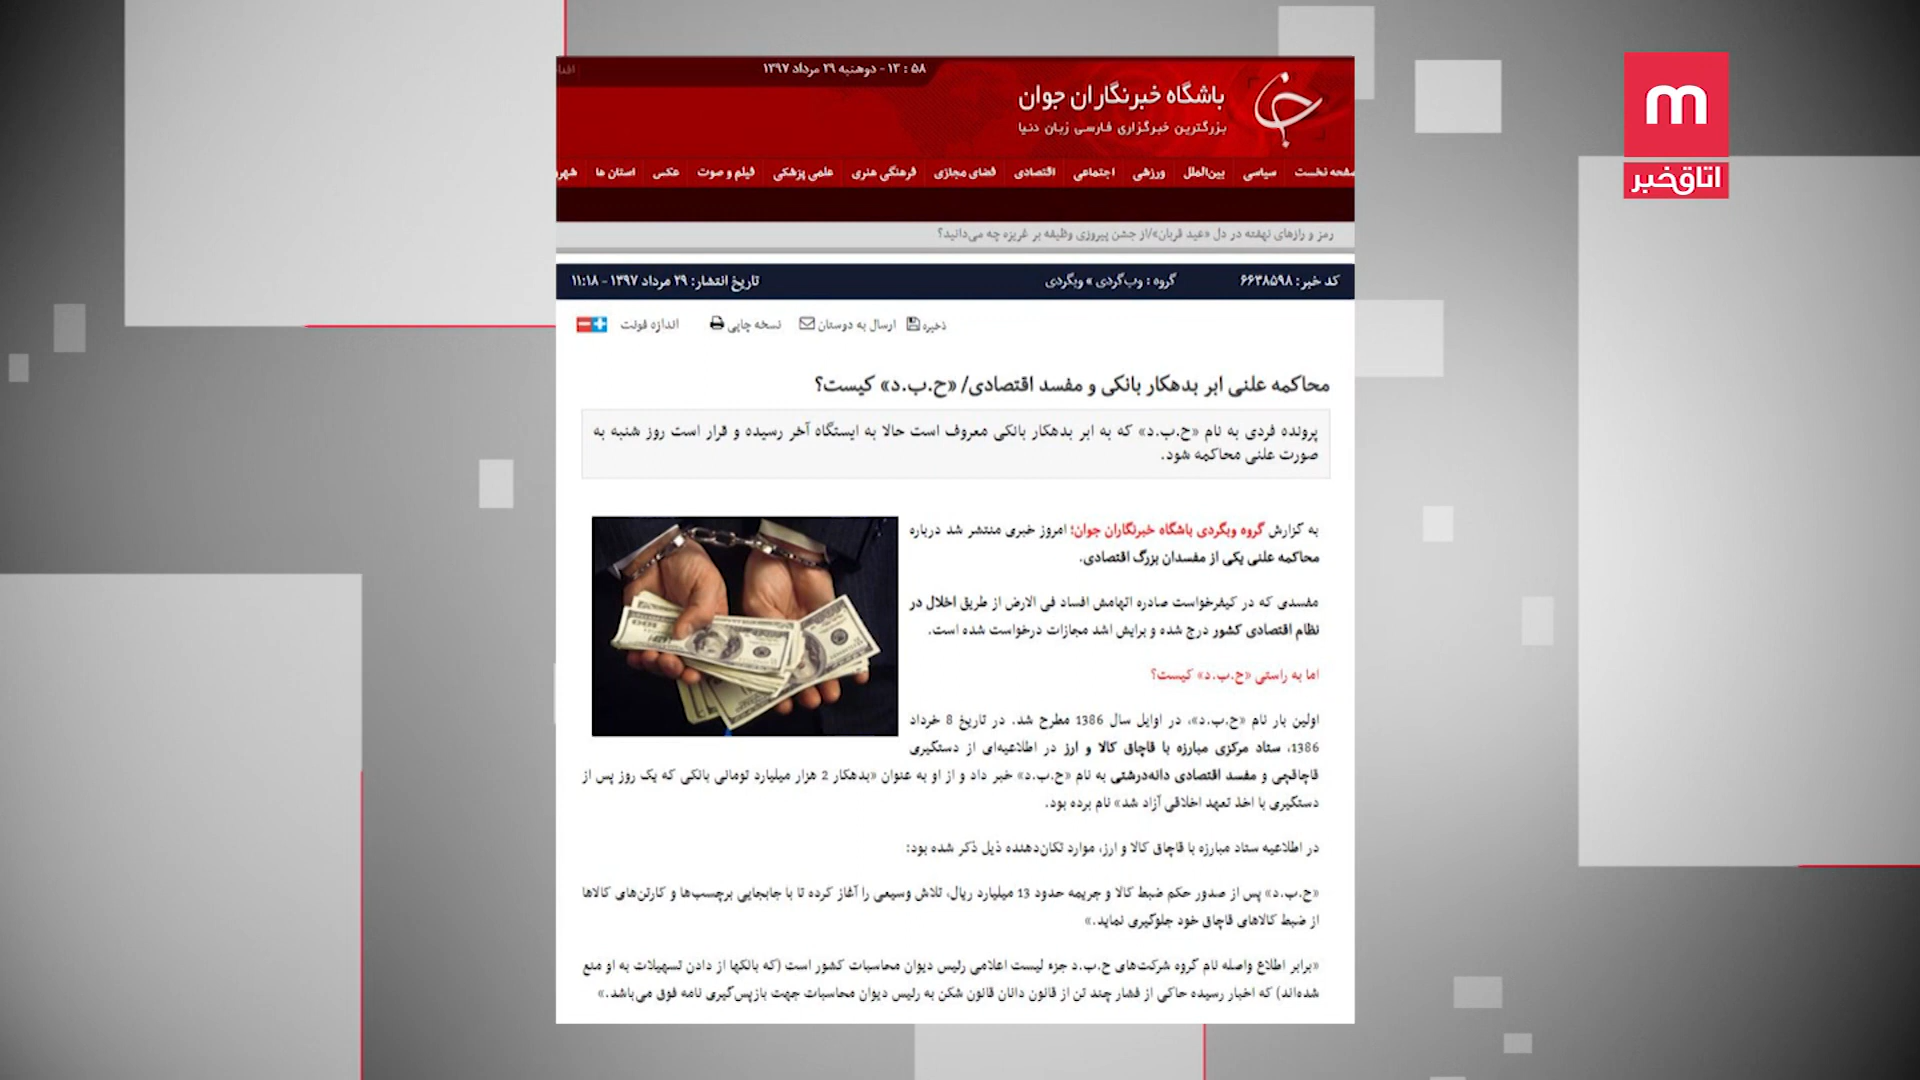 m
اتاق خبر
۱۳ : ۵۸ - دوشنبه ۲۹ مرداد ۱۳۹۷
باشگاه خبرنگاران جوان
بزرگترین خبرگزاری فارسی زبان دنیا
صفحه نخست سیاسی بین‌الملل ورزشی اجتماعی اقتصادی فضای مجازی فرهنگی هنری علمی پزشکی فیلم و صوت عکس استان ها
رمز و رازهای نهفته در دل «عید قربان»/از جشن پیروزی وظیفه بر غریزه چه می‌دانید؟
کد خبر: ۶۶۳۸۵۹۸ گروه : وب‌گردی » وبگردی تاریخ انتشار: ۲۹ مرداد ۱۳۹۷ - ۱۱:۱۸
ذخیره ارسال به دوستان نسخه چاپی اندازه فونت
محاکمه علنی ابر بدهکار بانکی و مفسد اقتصادی/ «ح.ب.د» کیست؟
پرونده فردی به نام «ح.ب.د» که به ابر بدهکار بانکی معروف است حالا به ایستگاه آخر رسیده و قرار است روز شنبه به
صورت علنی محاکمه شود.
به گزارش گروه وبگردی باشگاه خبرنگاران جوان؛ امروز خبری منتشر شد درباره
محاکمه علنی یکی از مفسدان بزرگ اقتصادی.
مفسدی که در کیفرخواست صادره اتهامش افساد فی الارض از طریق اخلال در
نظام اقتصادی کشور درج شده و برایش اشد مجازات درخواست شده است.
اما به راستی «ح.ب.د» کیست؟
اولین بار نام «ح.ب.د»، در اوایل سال 1386 مطرح شد. در تاریخ 8 خرداد
1386، ستاد مرکزی مبارزه با قاچاق کالا و ارز در اطلاعیه‌ای از دستگیری
قاچاقچی و مفسد اقتصادی دانه‌درشتی به نام «ح.ب.د» خبر داد و از او به عنوان «بدهکار 2 هزار میلیارد تومانی بانکی که یک روز پس از
دستگیری با اخذ تعهد اخلاقی آزاد شد» نام برده بود.
در اطلاعیه ستاد مبارزه با قاچاق کالا و ارز، موارد تکان‌دهنده ذیل ذکر شده بود:
«ح.ب.د» پس از صدور حکم ضبط کالا و جریمه حدود 13 میلیارد ریال، تلاش وسیعی را آغاز کرده تا با جابجایی برچسب‌ها و کارتن‌های کالاها
از ضبط کالاهای قاچاق خود جلوگیری نماید.»
«برابر اطلاع واصله نام گروه شرکت‌های ح.ب.د جزء لیست اعلامی رئیس دیوان محاسبات کشور است (که بانکها از دادن تسهیلات به او منع
شده‌اند) که اخبار رسیده حاکی از فشار چند تن از قانون دانان قانون شکن به رئیس دیوان محاسبات جهت بازپس‌گیری نامه فوق می‌باشد.»